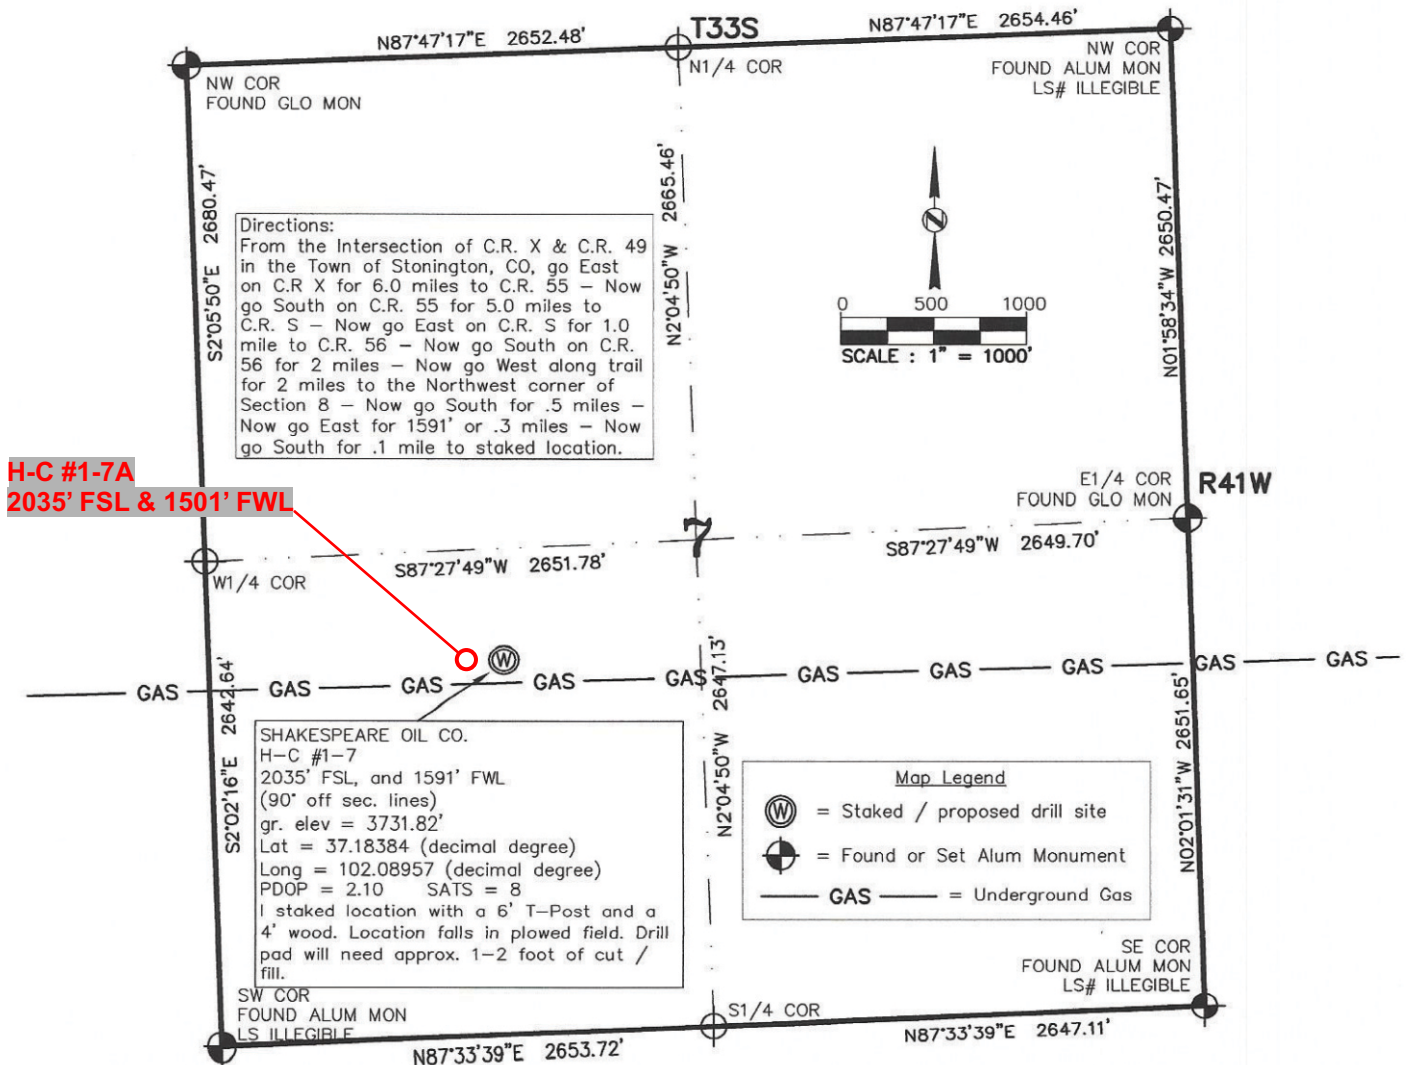 N87°47'17"E 2652.48'
T33S
N87°47'17"E 2654.46'
NW COR
FOUND GLO MON
N1/4 COR
NW COR
FOUND ALUM MON
LS# ILLEGIBLE
S2°05'50"E 2680.47'
N2°04'50"W 2665.46'
N01°58'34"W 2650.47'
Directions:
From the Intersection of C.R. X & C.R. 49
in the Town of Stonington, CO, go East
on C.R X for 6.0 miles to C.R. 55 – Now
go South on C.R. 55 for 5.0 miles to
C.R. S – Now go East on C.R. S for 1.0
mile to C.R. 56 – Now go South on C.R.
56 for 2 miles – Now go West along trail
for 2 miles to the Northwest corner of
Section 8 – Now go South for .5 miles –
Now go East for 1591' or .3 miles – Now
go South for .1 mile to staked location.
N
0 500 1000
SCALE : 1" = 1000'
H-C #1-7A
2035' FSL & 1501' FWL
E1/4 COR
FOUND GLO MON
R41W
7
W1/4 COR
S87°27'49"W 2651.78'
S87°27'49"W 2649.70'
W
GAS GAS GAS GAS GAS GAS GAS GAS GAS GAS
S2°02'16"E 2642.64'
N2°04'50"W 2647.13'
N02°01'31"W 2651.65'
SHAKESPEARE OIL CO.
H–C #1–7
2035' FSL, and 1591' FWL
(90° off sec. lines)
gr. elev = 3731.82'
Lat = 37.18384 (decimal degree)
Long = 102.08957 (decimal degree)
PDOP = 2.10 SATS = 8
I staked location with a 6' T–Post and a
4' wood. Location falls in plowed field. Drill
pad will need approx. 1–2 foot of cut /
fill.
Map Legend
W = Staked / proposed drill site
= Found or Set Alum Monument
GAS = Underground Gas
SW COR
FOUND ALUM MON
LS ILLEGIBLE
S1/4 COR
SE COR
FOUND ALUM MON
LS# ILLEGIBLE
N87°33'39"E 2653.72'
N87°33'39"E 2647.11'